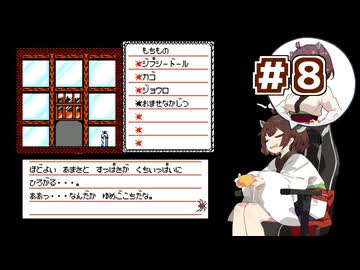 もちもの
ジプシードール
カゴ
ジョウロ
おませなかじつ
#8
ほどよい あまさと すっぱさが くちいっぱいに
ひろがる・・・。
ああっ・・・なんだか ゆめごこちだな。